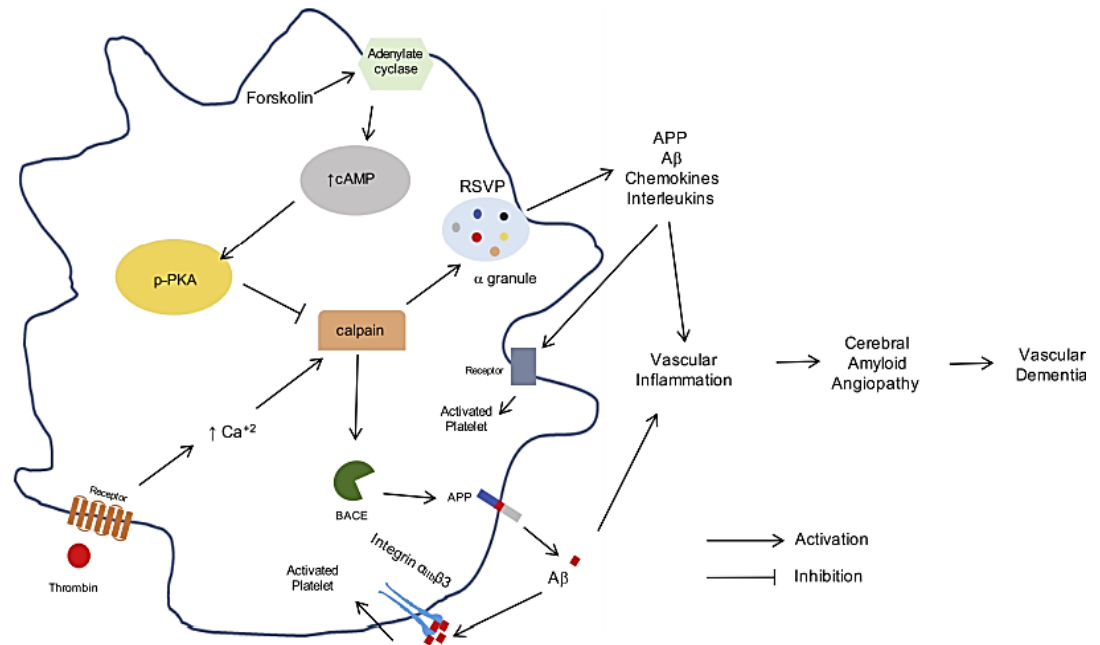 Adenylate
cyclase
Forskolin
↑cAMP
RSVP
α granule
p-PKA
calpain
APP
Aβ
Chemokines
Interleukins
Receptor
Activated
Platelet
Vascular
Inflammation
Cerebral
Amyloid
Angiopathy
Vascular
Dementia
↑ Ca⁺²
Receptor
Thrombin
BACE
APP
Aβ
Integrin αIIbβ3
Activated
Platelet
Activation
Inhibition